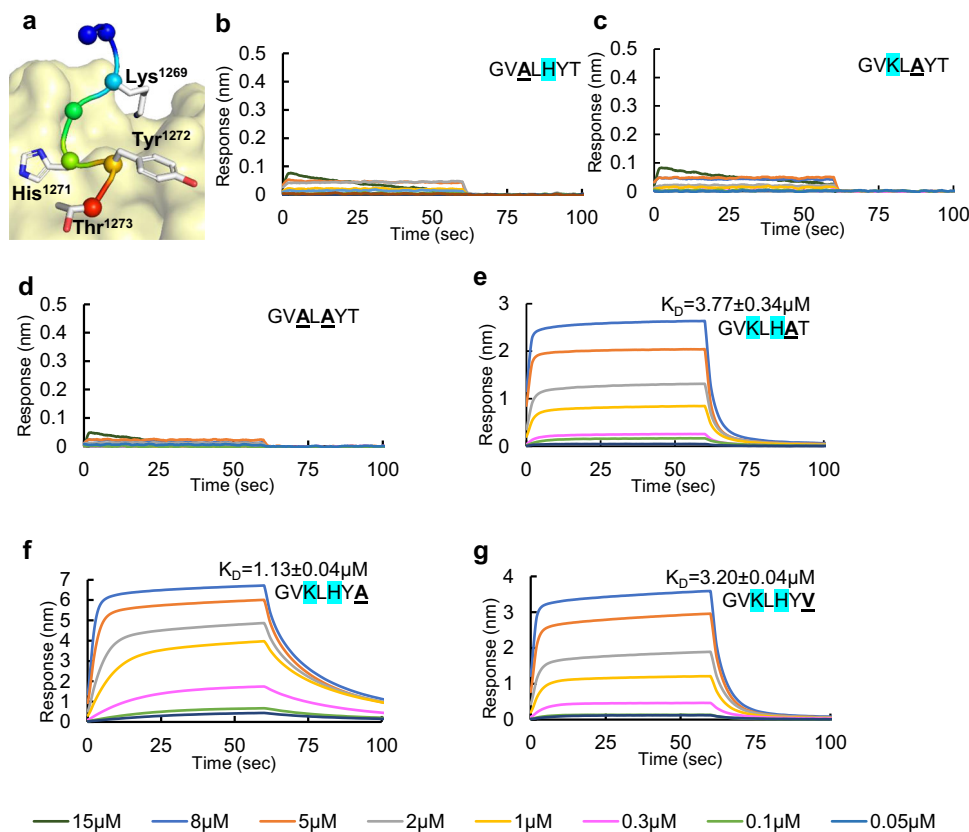 a
Lys1269
Tyr1272
His1271
Thr1273
b
GVALHYT
Response (nm)
0.5
0.4
0.3
0.2
0.1
0
0 25 50 75 100
Time (sec)
c
GVKLAYT
Response (nm)
0.5
0.4
0.3
0.2
0.1
0
0 25 50 75 100
Time (sec)
d
GVALAYT
Response (nm)
0.5
0.4
0.3
0.2
0.1
0
0 25 50 75 100
Time (sec)
e
KD=3.77±0.34µM
GVKLHAT
Response (nm)
3
2
1
0
0 25 50 75 100
Time (sec)
f
KD=1.13±0.04µM
GVKLHYA
Response (nm)
7
6
5
4
3
2
1
0
0 25 50 75 100
Time (sec)
g
KD=3.20±0.04µM
GVKLHYV
Response (nm)
4
3
2
1
0
0 25 50 75 100
Time (sec)
15µM 8µM 5µM 2µM 1µM 0.3µM 0.1µM 0.05µM